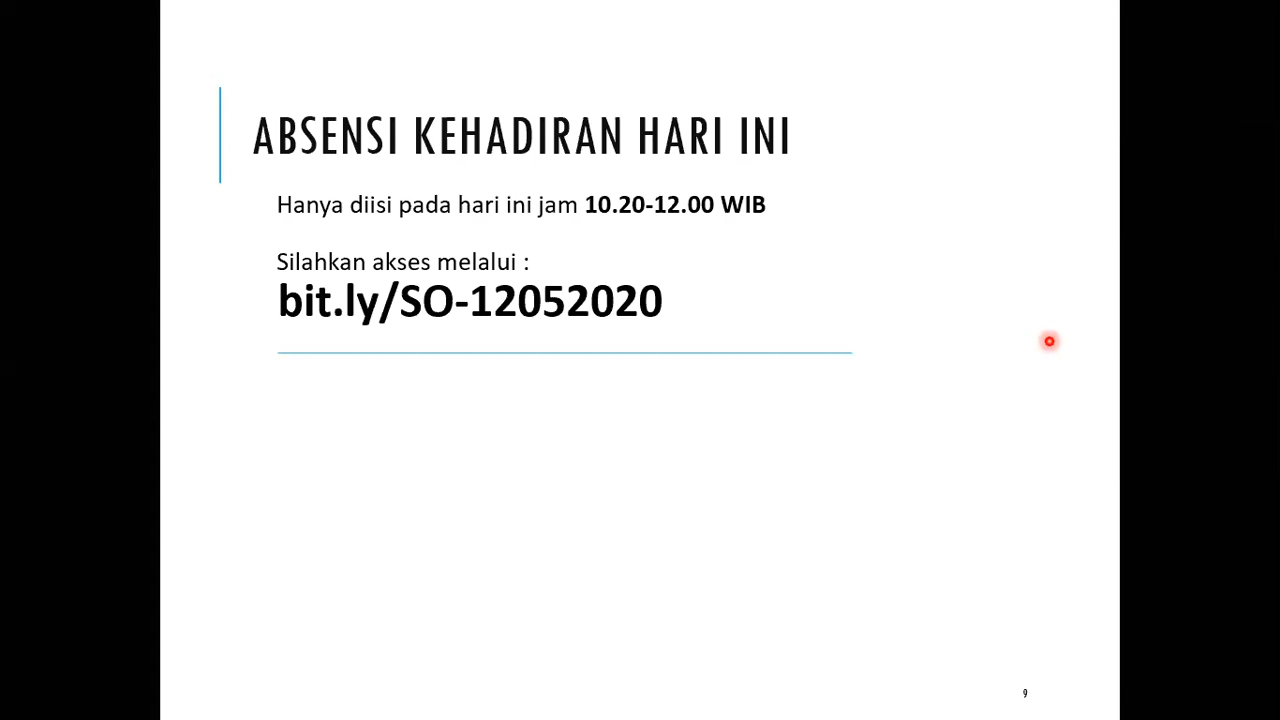 ABSENSI KEHADIRAN HARI INI
Hanya diisi pada hari ini jam 10.20-12.00 WIB
Silahkan akses melalui :
bit.ly/SO-12052020
9